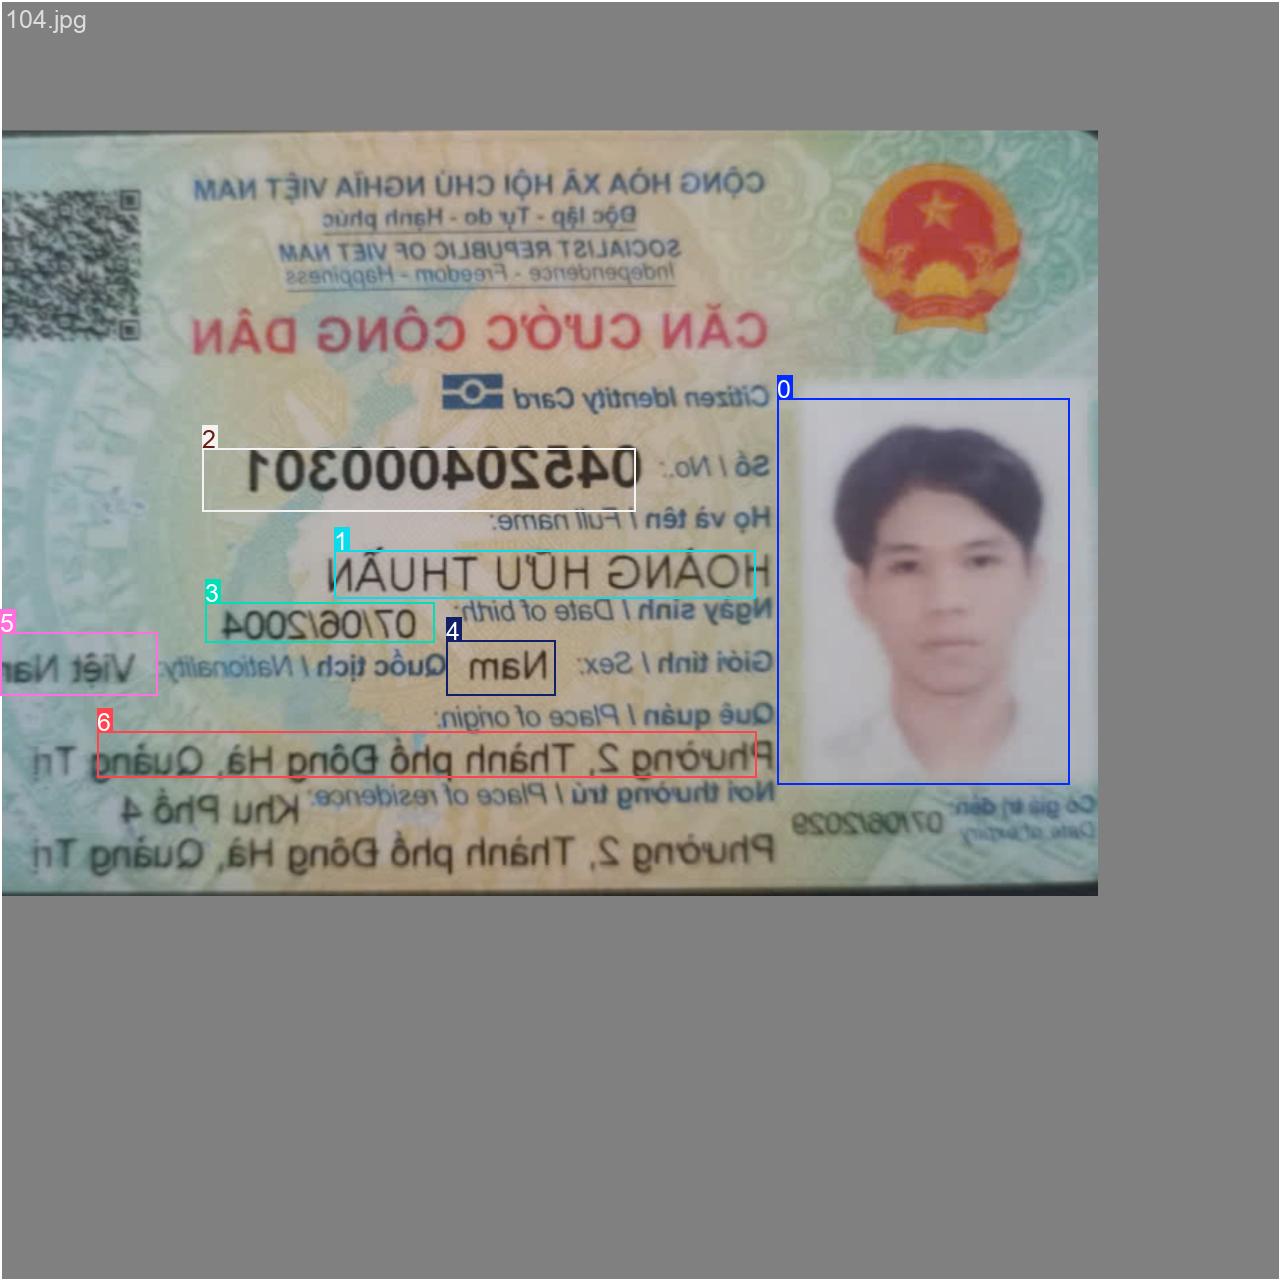 104.jpg
CỘNG HÒA XÃ HỘI CHỦ NGHĨA VIỆT NAM
Độc lập - Tự do - Hạnh phúc
SOCIALIST REPUBLIC OF VIET NAM
Independence - Freedom - Happiness
CĂN CƯỚC CÔNG DÂN
Citizen Identity Card
Số / No.: 045204000301
2
Họ và tên / Full name:
1
HOÀNG HỮU THUẦN
Ngày sinh / Date of birth: 07/06/2004
3
Giới tính / Sex: Nam Quốc tịch / Nationality: Việt Nam
4
5
Quê quán / Place of origin:
6
Phường 2, Thành phố Đông Hà, Quảng Trị
Nơi thường trú / Place of residence: Khu Phố 4
Phường 2, Thành phố Đông Hà, Quảng Trị
0
Có giá trị đến: 07/06/2029
Date of expiry